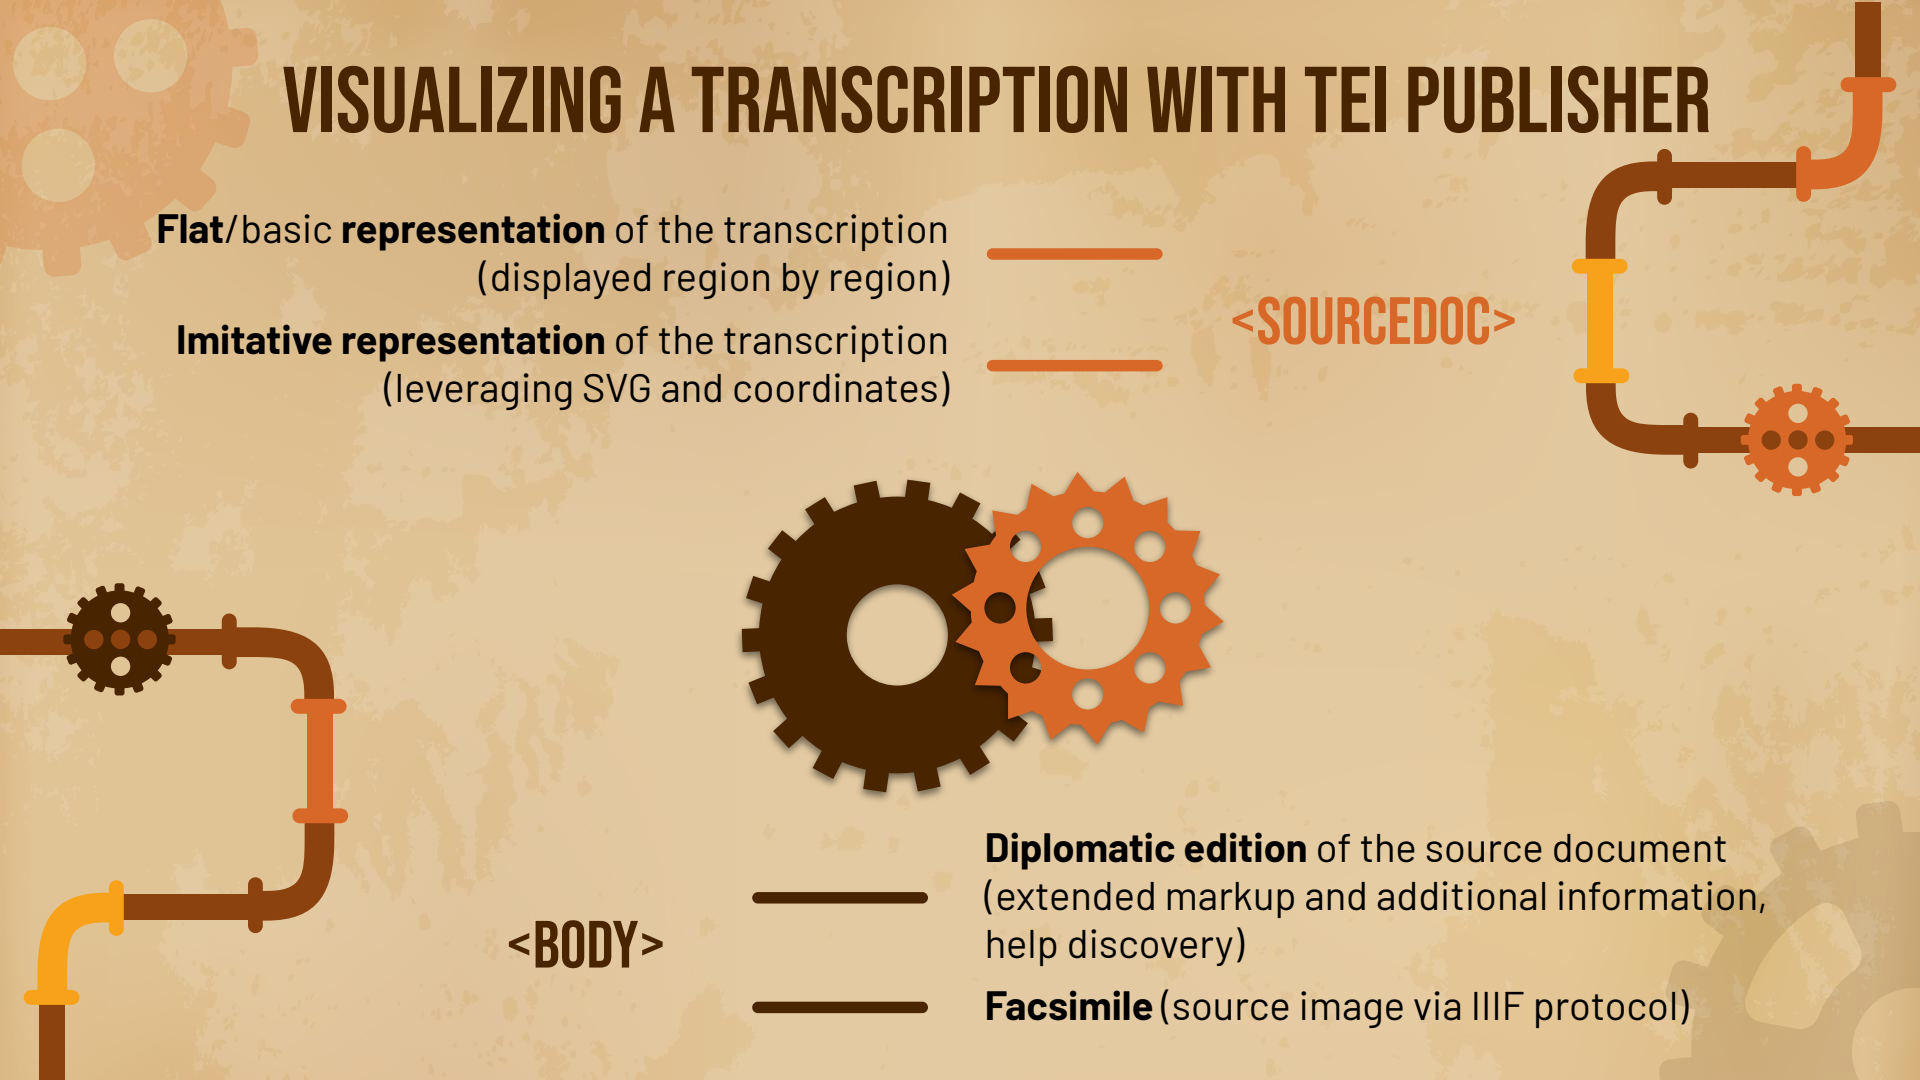 VISUALIZING A TRANSCRIPTION WITH TEI PUBLISHER
Flat/basic representation of the transcription
(displayed region by region)
Imitative representation of the transcription
(leveraging SVG and coordinates)
<SOURCEDOC>
<BODY>
Diplomatic edition of the source document
(extended markup and additional information,
help discovery)
Facsimile (source image via IIIF protocol)